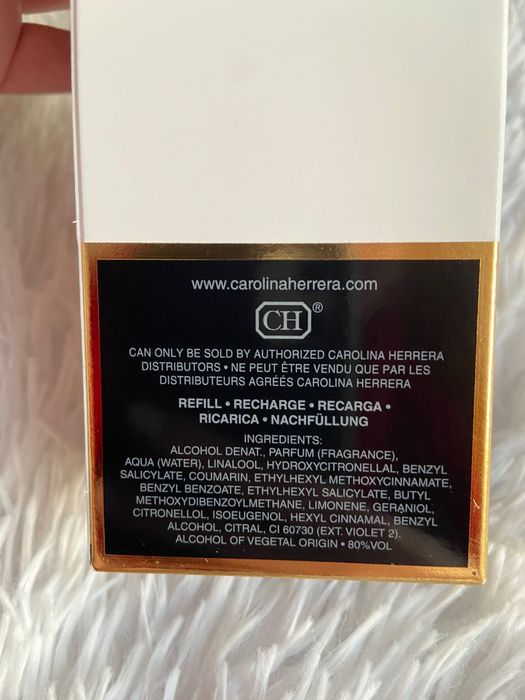 www.carolinaherrera.com
CH®
CAN ONLY BE SOLD BY AUTHORIZED CAROLINA HERRERA
DISTRIBUTORS • NE PEUT ÊTRE VENDU QUE PAR LES
DISTRIBUTEURS AGRÉÉS CAROLINA HERRERA
REFILL • RECHARGE • RECARGA •
RICARICA • NACHFÜLLUNG
INGREDIENTS:
ALCOHOL DENAT., PARFUM (FRAGRANCE),
AQUA (WATER), LINALOOL, HYDROXYCITRONELLAL, BENZYL
SALICYLATE, COUMARIN, ETHYLHEXYL METHOXYCINNAMATE,
BENZYL BENZOATE, ETHYLHEXYL SALICYLATE, BUTYL
METHOXYDIBENZOYLMETHANE, LIMONENE, GERANIOL,
CITRONELLOL, ISOEUGENOL, HEXYL CINNAMAL, BENZYL
ALCOHOL, CITRAL, CI 60730 (EXT. VIOLET 2).
ALCOHOL OF VEGETAL ORIGIN • 80%VOL